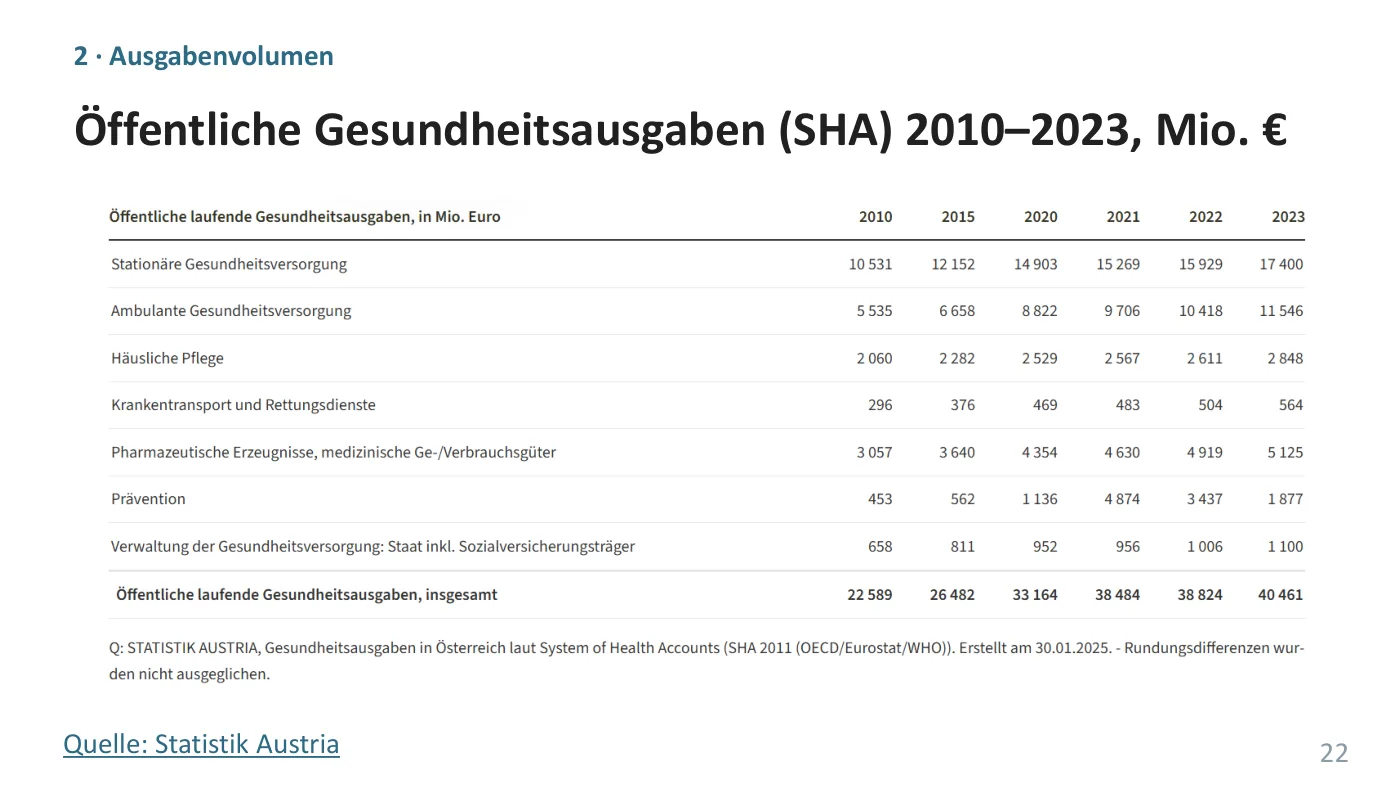 2 · Ausgabenvolumen
Öffentliche Gesundheitsausgaben (SHA) 2010–2023, Mio. €
Öffentliche laufende Gesundheitsausgaben, in Mio. Euro 2010 2015 2020 2021 2022 2023
Stationäre Gesundheitsversorgung 10 531 12 152 14 903 15 269 15 929 17 400
Ambulante Gesundheitsversorgung 5 535 6 658 8 822 9 706 10 418 11 546
Häusliche Pflege 2 060 2 282 2 529 2 567 2 611 2 848
Krankentransport und Rettungsdienste 296 376 469 483 504 564
Pharmazeutische Erzeugnisse, medizinische Ge-/Verbrauchsgüter 3 057 3 640 4 354 4 630 4 919 5 125
Prävention 453 562 1 136 4 874 3 437 1 877
Verwaltung der Gesundheitsversorgung: Staat inkl. Sozialversicherungsträger 658 811 952 956 1 006 1 100
Öffentliche laufende Gesundheitsausgaben, insgesamt 22 589 26 482 33 164 38 484 38 824 40 461
Q: STATISTIK AUSTRIA, Gesundheitsausgaben in Österreich laut System of Health Accounts (SHA 2011 (OECD/Eurostat/WHO)). Erstellt am 30.01.2025. - Rundungsdifferenzen wur-
den nicht ausgeglichen.
Quelle: Statistik Austria
22